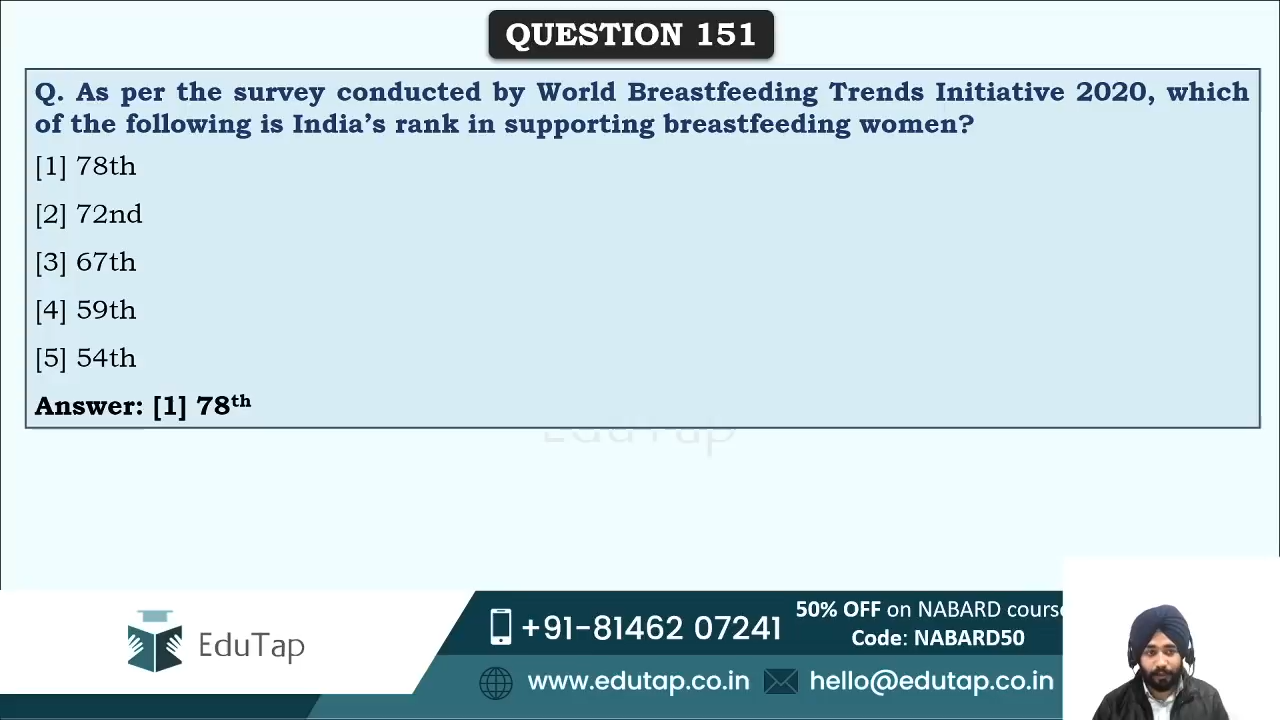 QUESTION 151
Q. As per the survey conducted by World Breastfeeding Trends Initiative 2020, which
of the following is India’s rank in supporting breastfeeding women?
[1] 78th
[2] 72nd
[3] 67th
[4] 59th
[5] 54th
Answer: [1] 78th
EduTap
EduTap
+91-81462 07241
50% OFF on NABARD course
Code: NABARD50
www.edutap.co.in
hello@edutap.co.in